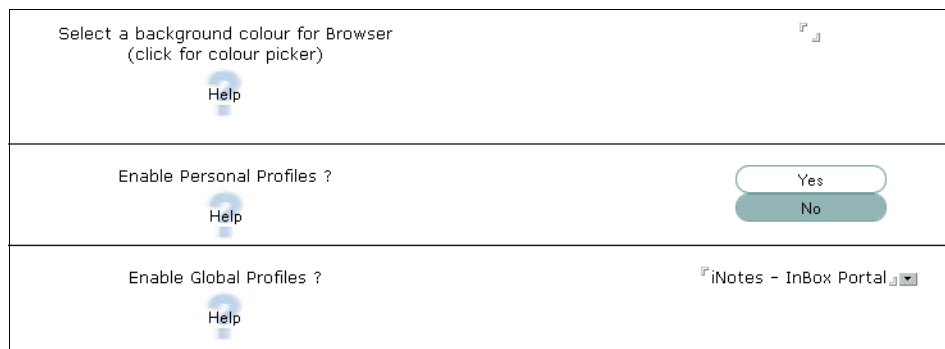 Select a background colour for Browser
(click for colour picker)
Help
Enable Personal Profiles ?
Help
Yes
No
Enable Global Profiles ?
Help
iNotes - InBox Portal